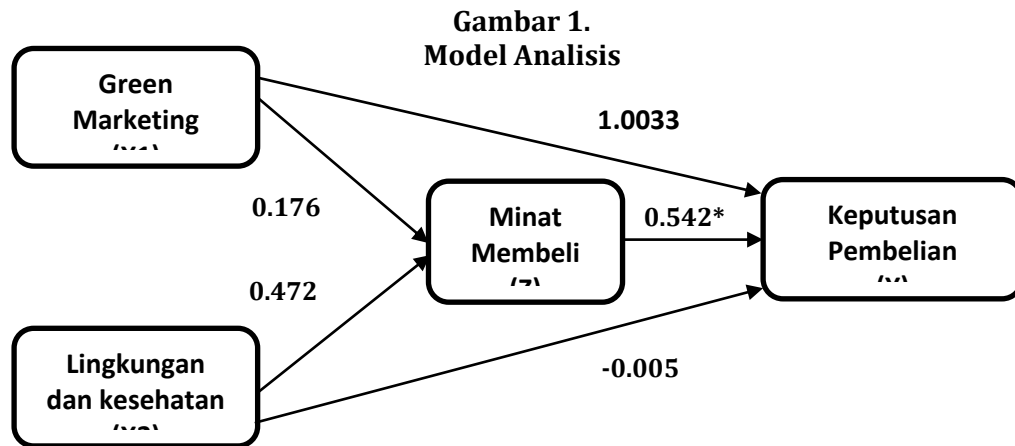 Gambar 1.
Model Analisis
Green
Marketing
1.0033
0.176
Minat
Membeli
0.542*
Keputusan
Pembelian
0.472
Lingkungan
dan kesehatan
-0.005